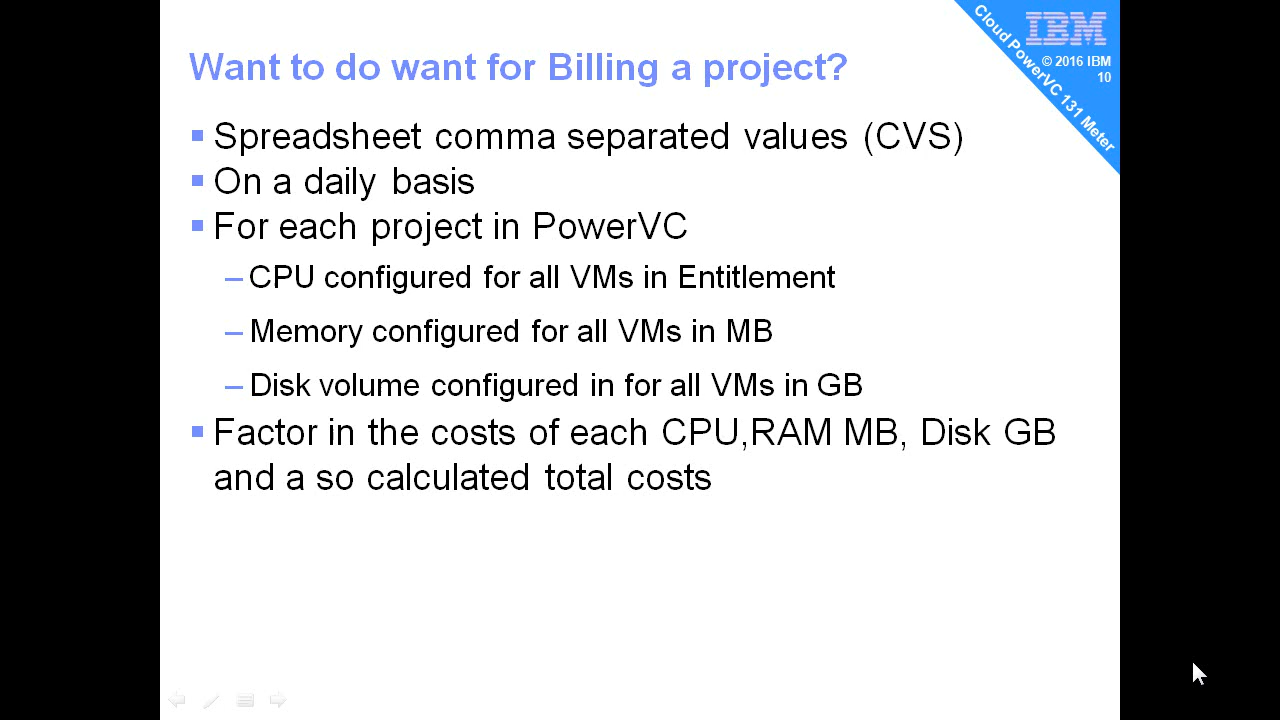 Want to do want for Billing a project?
Spreadsheet comma separated values (CVS)
On a daily basis
For each project in PowerVC
– CPU configured for all VMs in Entitlement
– Memory configured for all VMs in MB
– Disk volume configured in for all VMs in GB
Factor in the costs of each CPU,RAM MB, Disk GB
and a so calculated total costs
IBM
© 2016 IBM
10
Cloud PowerVC 131 Meter